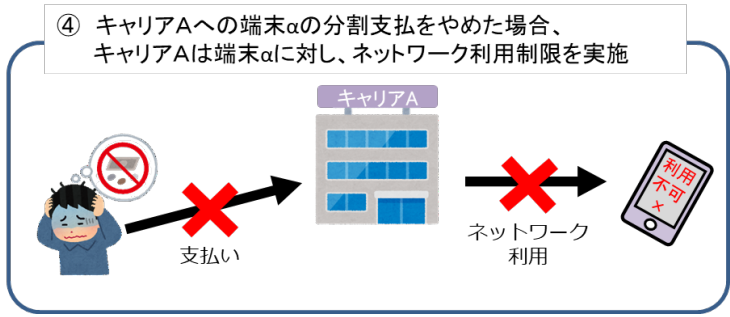 ④ キャリアAへの端末αの分割支払をやめた場合、
キャリアAは端末αに対し、ネットワーク利用制限を実施
キャリアA
支払い
ネットワーク
利用
利用
不可
×